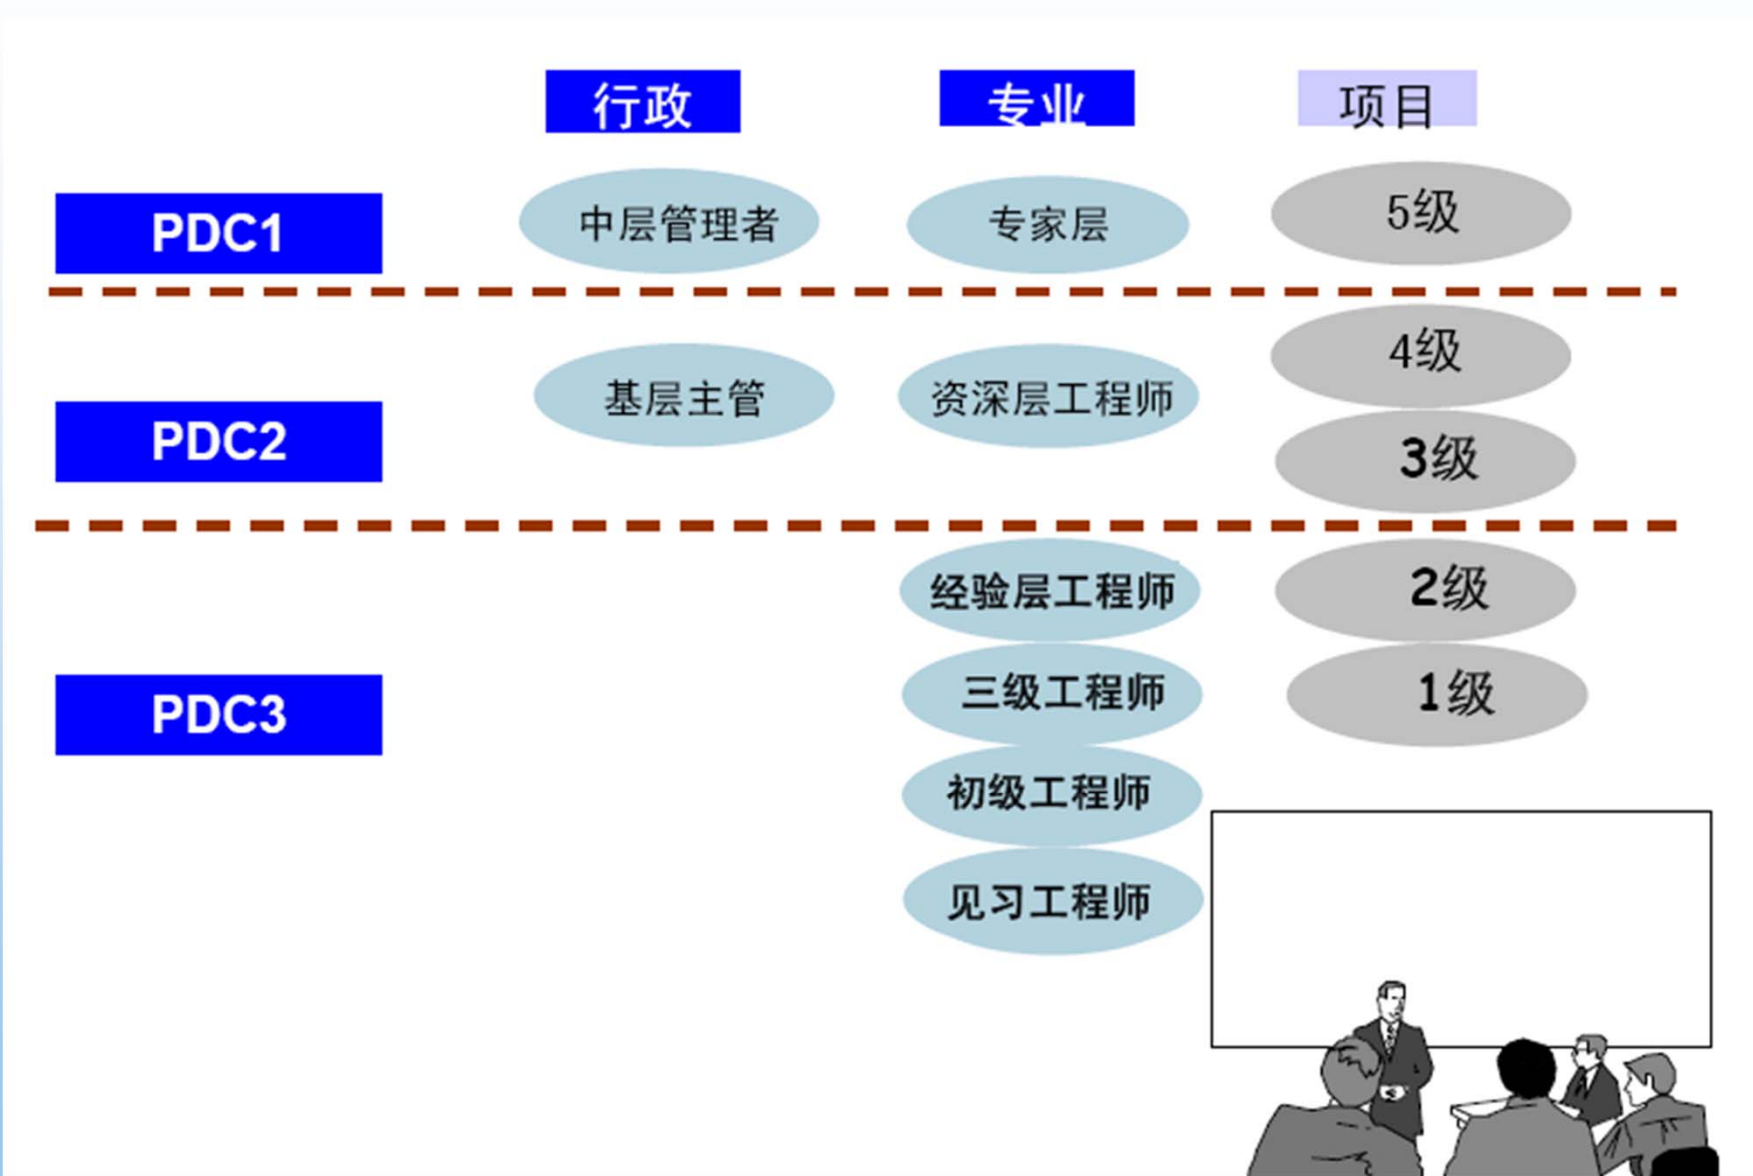 行政
专业
项目
PDC1
中层管理者
专家层
5级
PDC2
基层主管
资深层工程师
4级
3级
PDC3
经验层工程师
2级
三级工程师
1级
初级工程师
见习工程师